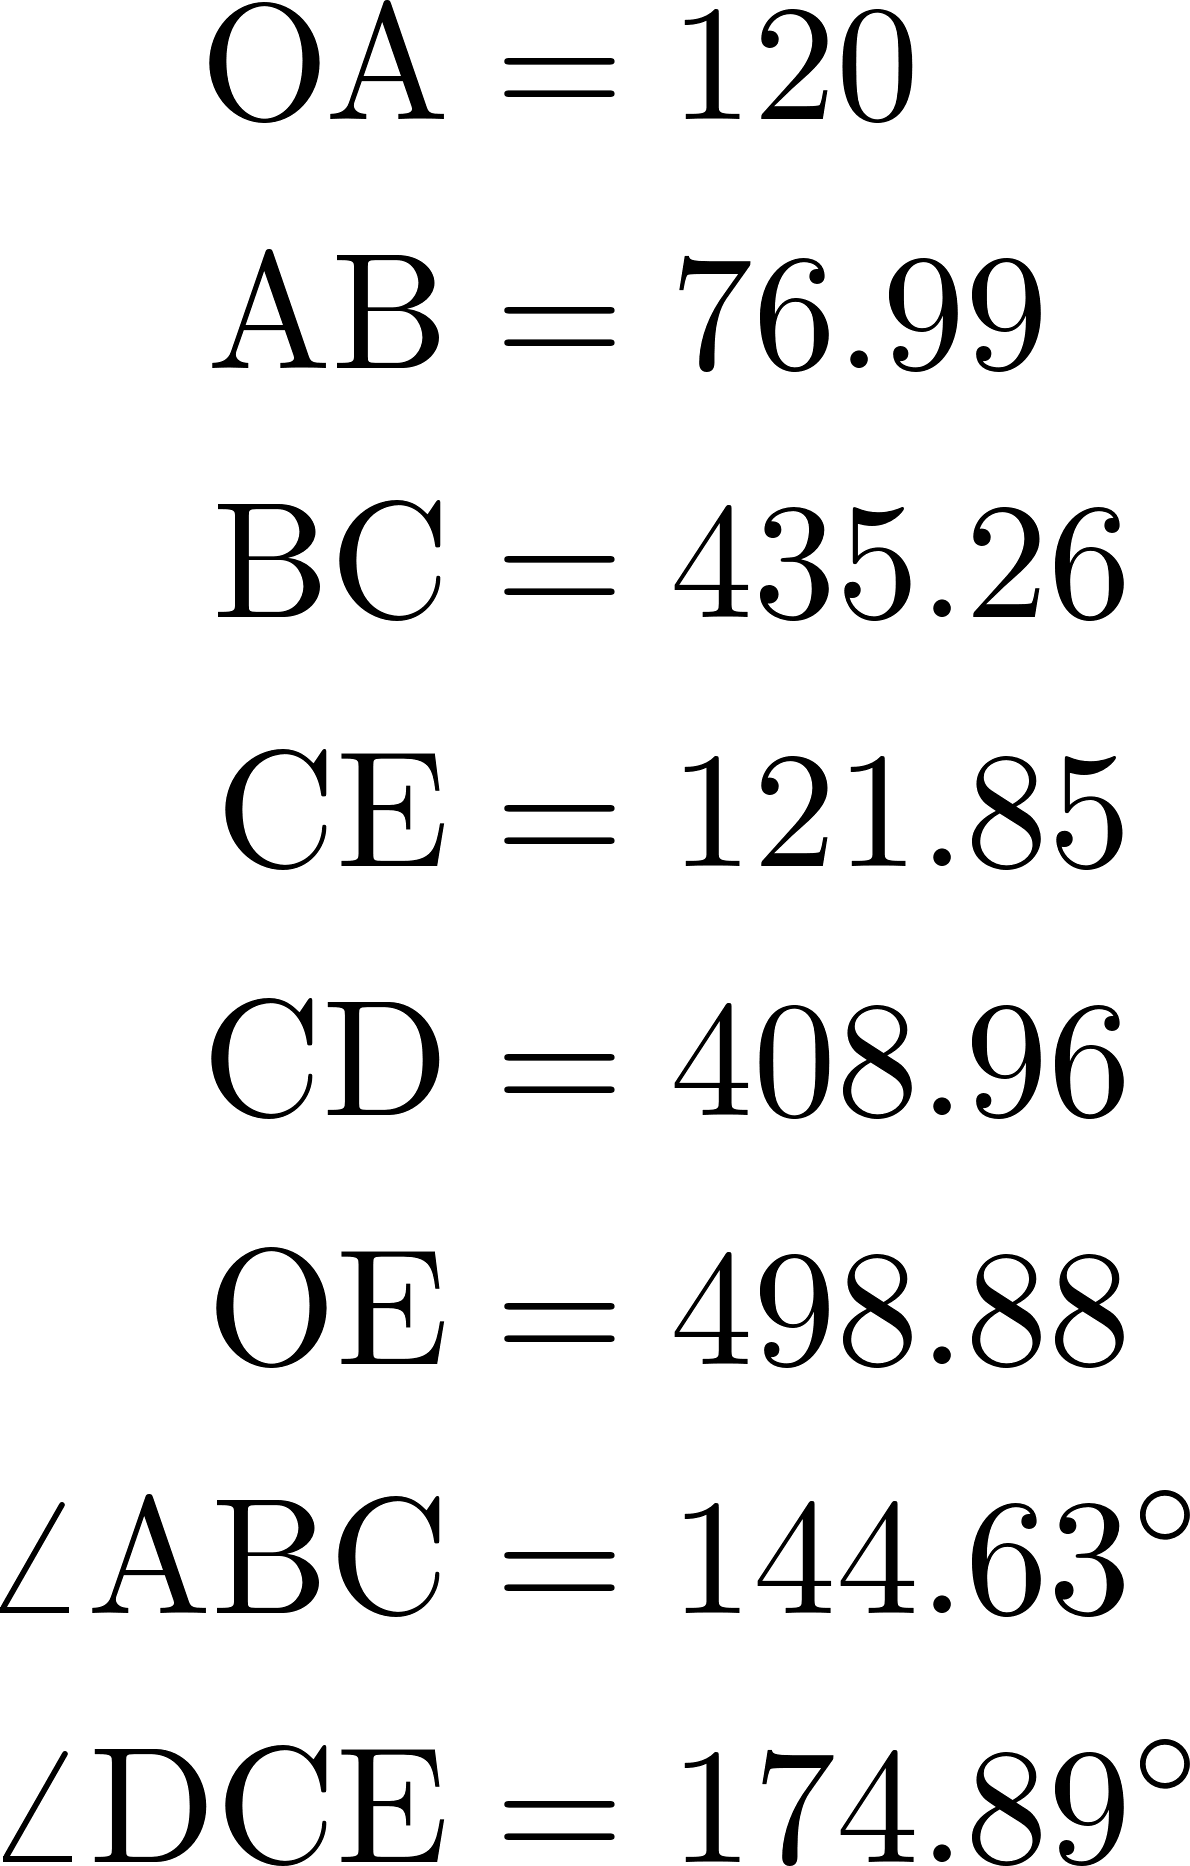 OA = 120
AB = 76.99
BC = 435.26
CE = 121.85
CD = 408.96
OE = 498.88
∠ABC = 144.63°
∠DCE = 174.89°